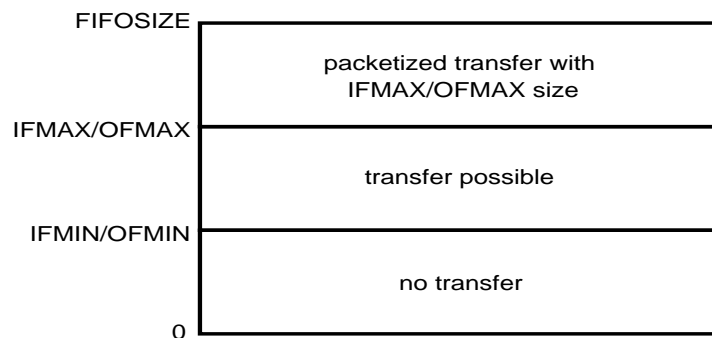 FIFOSIZE
packetized transfer with
IFMAX/OFMAX size
IFMAX/OFMAX
transfer possible
IFMIN/OFMIN
no transfer
0